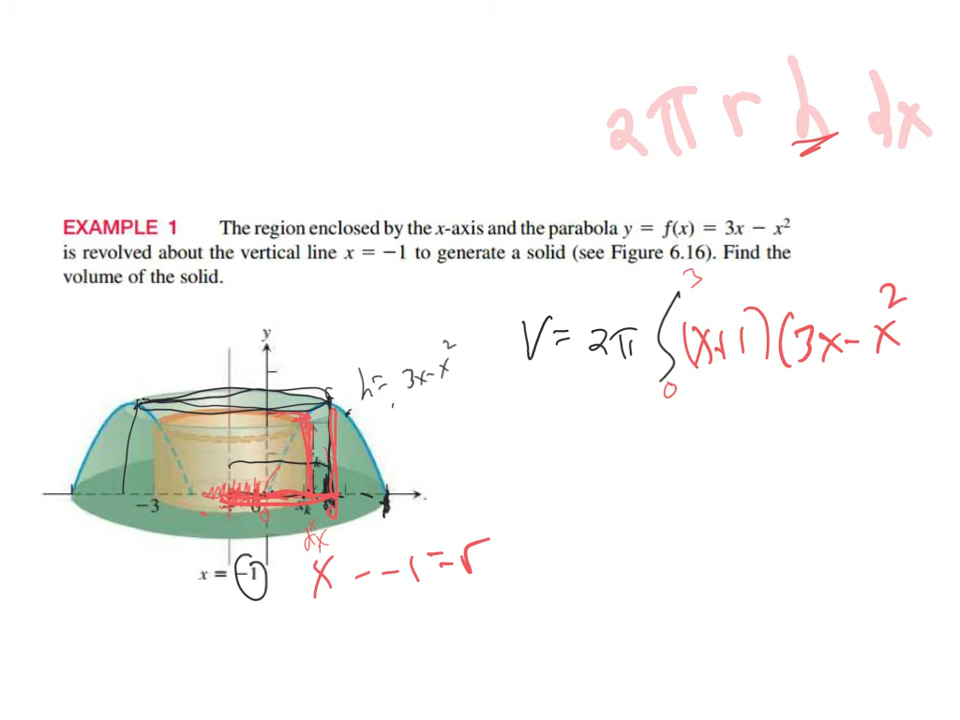 2π r h dx
EXAMPLE 1 The region enclosed by the x-axis and the parabola y = f(x) = 3x − x²
is revolved about the vertical line x = −1 to generate a solid (see Figure 6.16). Find the
volume of the solid.
V = 2π ∫₀³ (x+1)(3x-x²
y
h = 3x-x²
−3
0
dx
x = −1
x - -1 = r